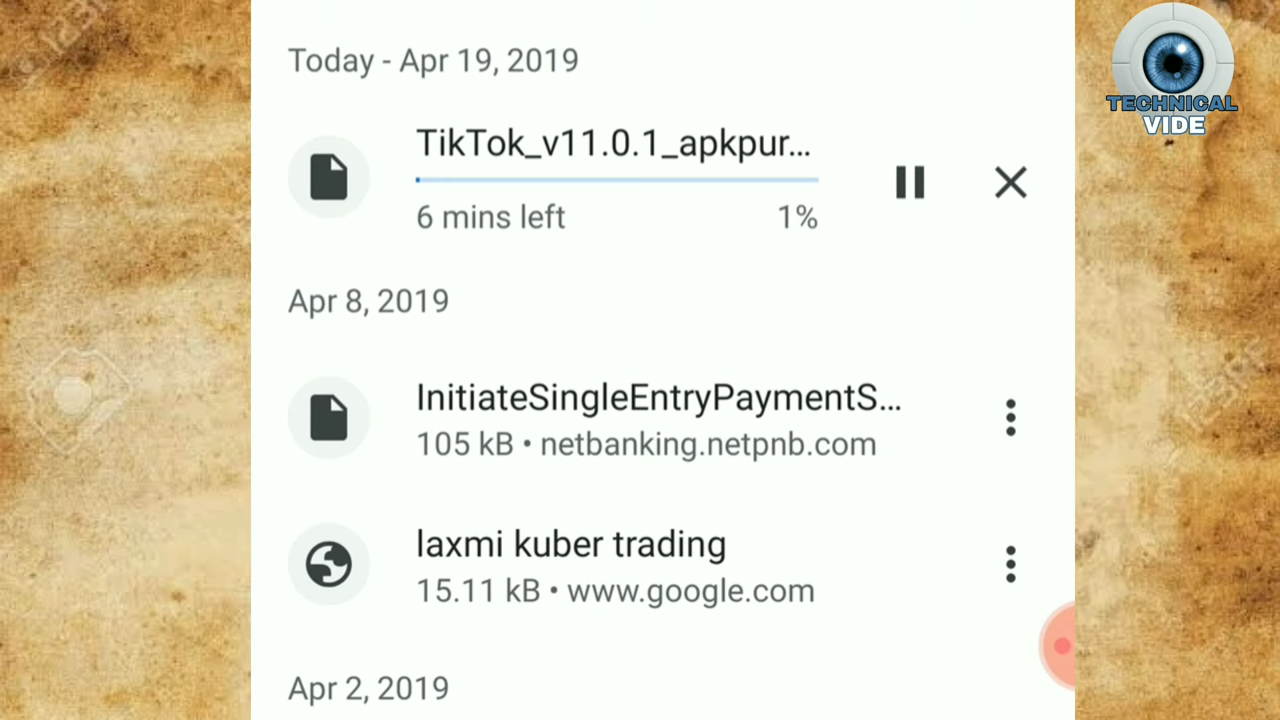 Today - Apr 19, 2019
TikTok_v11.0.1_apkpur...
6 mins left 1%
Apr 8, 2019
InitiateSingleEntryPaymentS...
105 kB • netbanking.netpnb.com
laxmi kuber trading
15.11 kB • www.google.com
Apr 2, 2019
TECHNICAL
VIDE